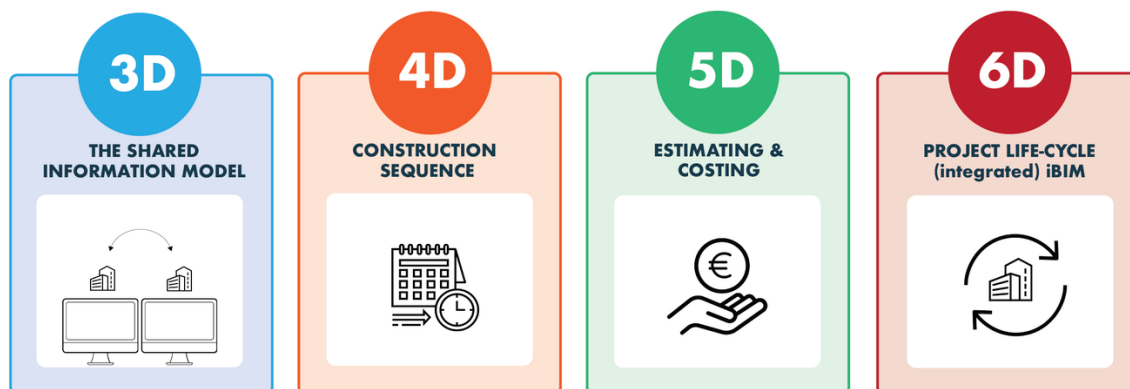 3D
THE SHARED
INFORMATION MODEL
4D
CONSTRUCTION
SEQUENCE
5D
ESTIMATING &
COSTING
€
6D
PROJECT LIFE-CYCLE
(integrated) iBIM